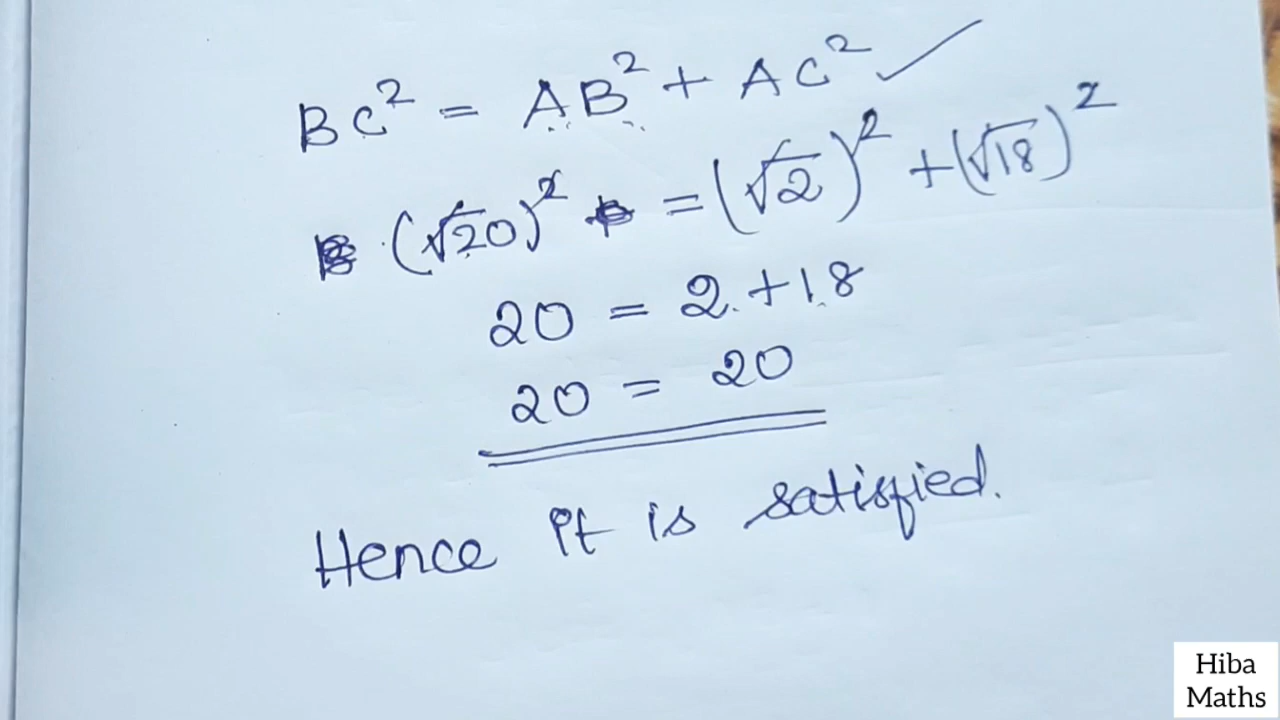 BC² = AB² + AC² ✓
(√20)² = (√2)² + (√18)²
20 = 2 + 18
20 = 20
Hence it is satisfied.
Hiba
Maths